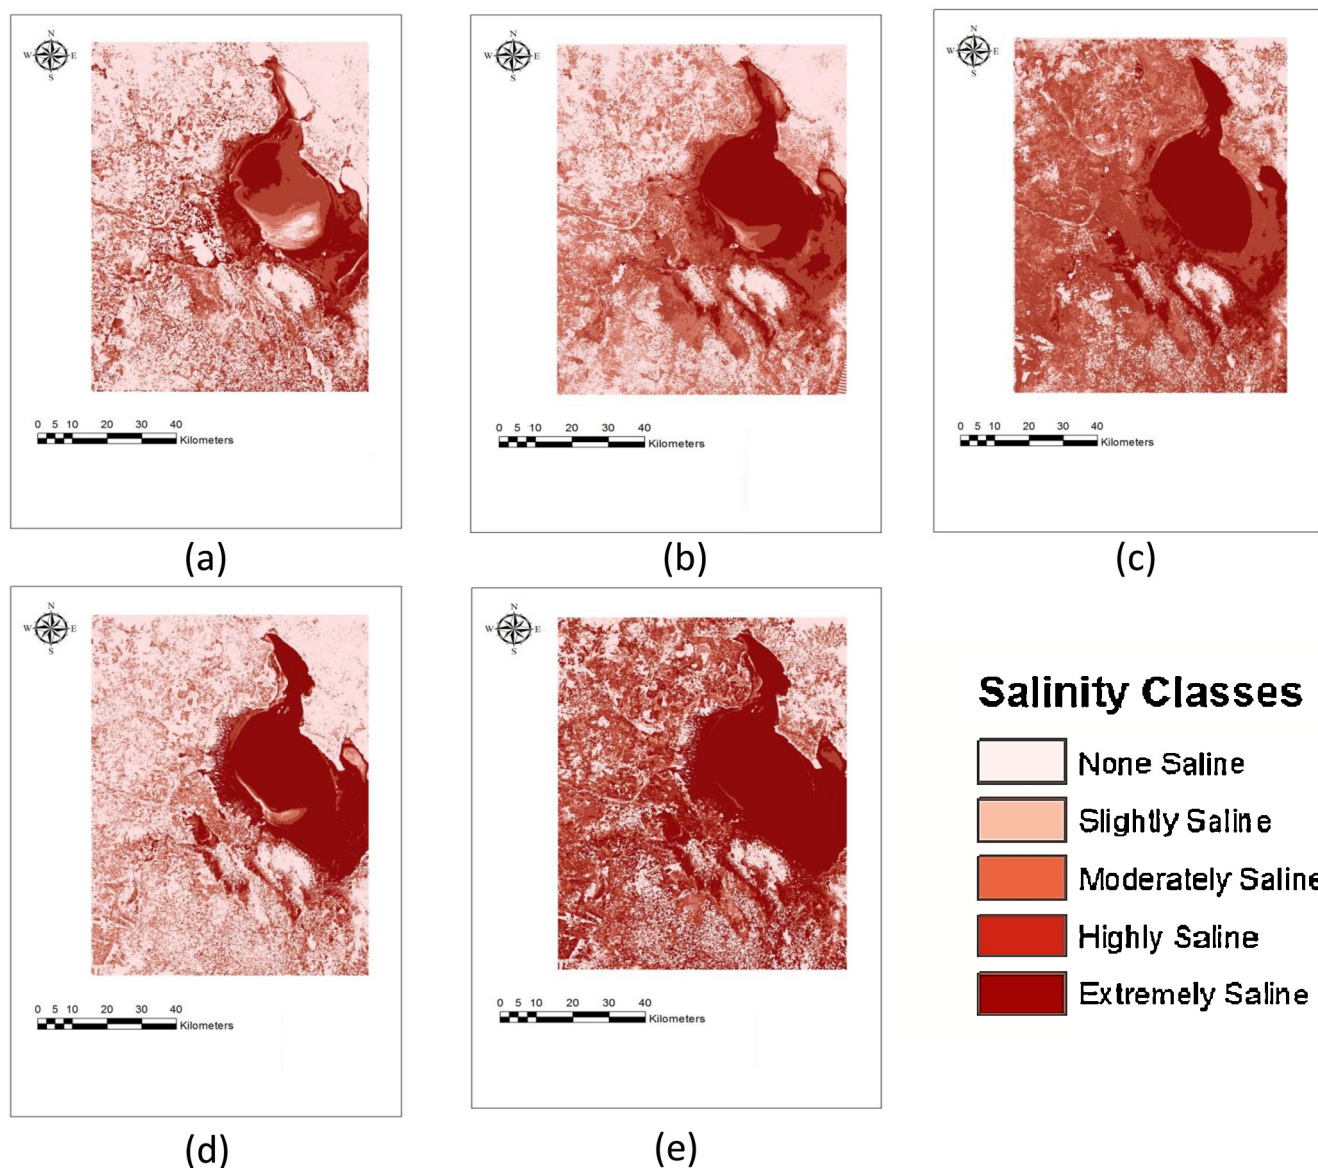 N
W E
S
0 5 10 20 30 40
Kilometers
(a)
N
W E
S
0 5 10 20 30 40
Kilometers
(b)
N
W E
S
0 5 10 20 30 40
Kilometers
(c)
N
W E
S
0 5 10 20 30 40
Kilometers
(d)
N
W E
S
0 5 10 20 30 40
Kilometers
(e)
Salinity Classes
None Saline
Slightly Saline
Moderately Saline
Highly Saline
Extremely Saline